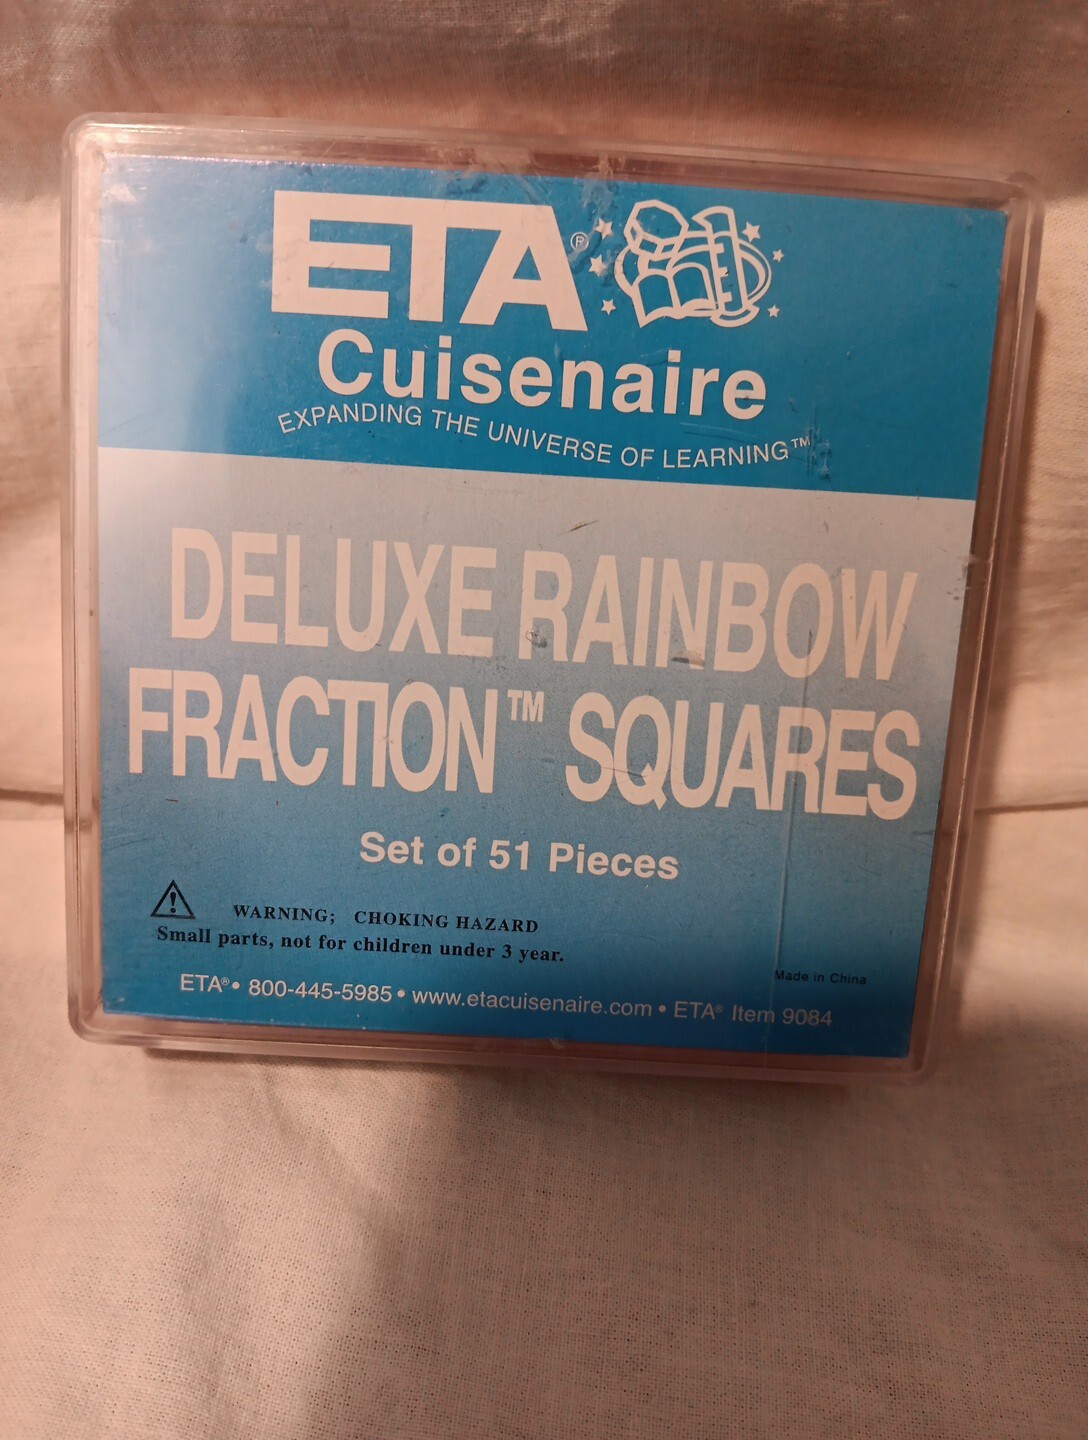 ETA®
Cuisenaire
EXPANDING THE UNIVERSE OF LEARNING™
DELUXE RAINBOW
FRACTION™ SQUARES
Set of 51 Pieces
WARNING; CHOKING HAZARD
Small parts, not for children under 3 year.
Made in China
ETA® • 800-445-5985 • www.etacuisenaire.com • ETA® Item 9084